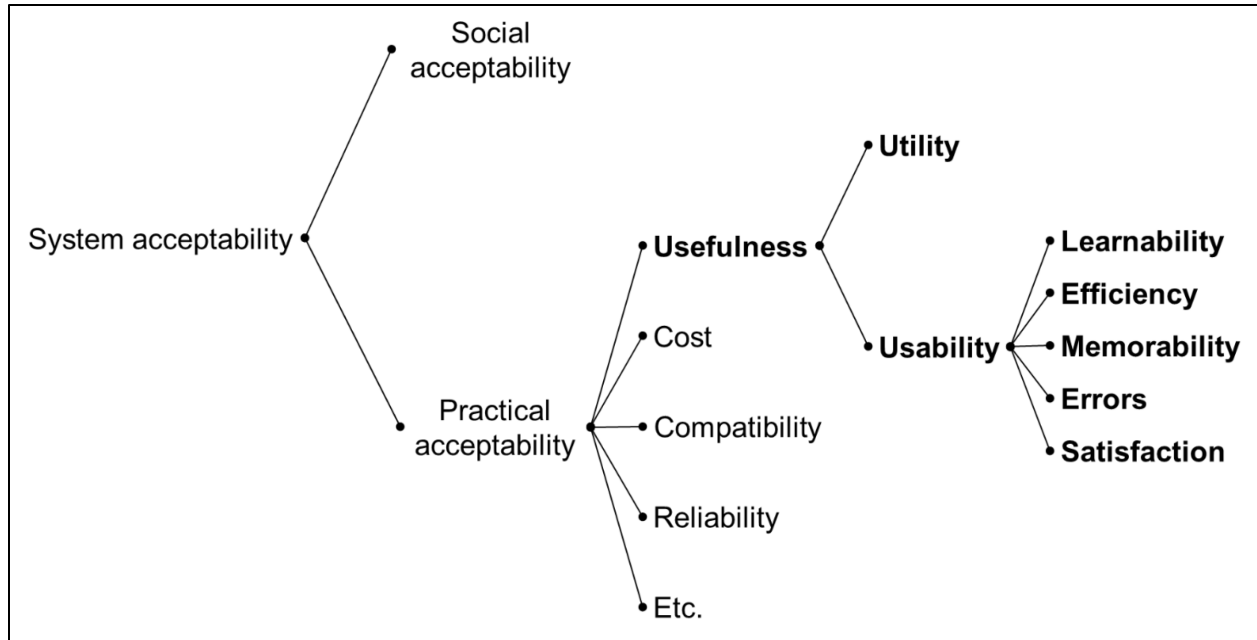 Social
acceptability
System acceptability
Practical
acceptability
Usefulness
Cost
Compatibility
Reliability
Etc.
Utility
Usability
Learnability
Efficiency
Memorability
Errors
Satisfaction